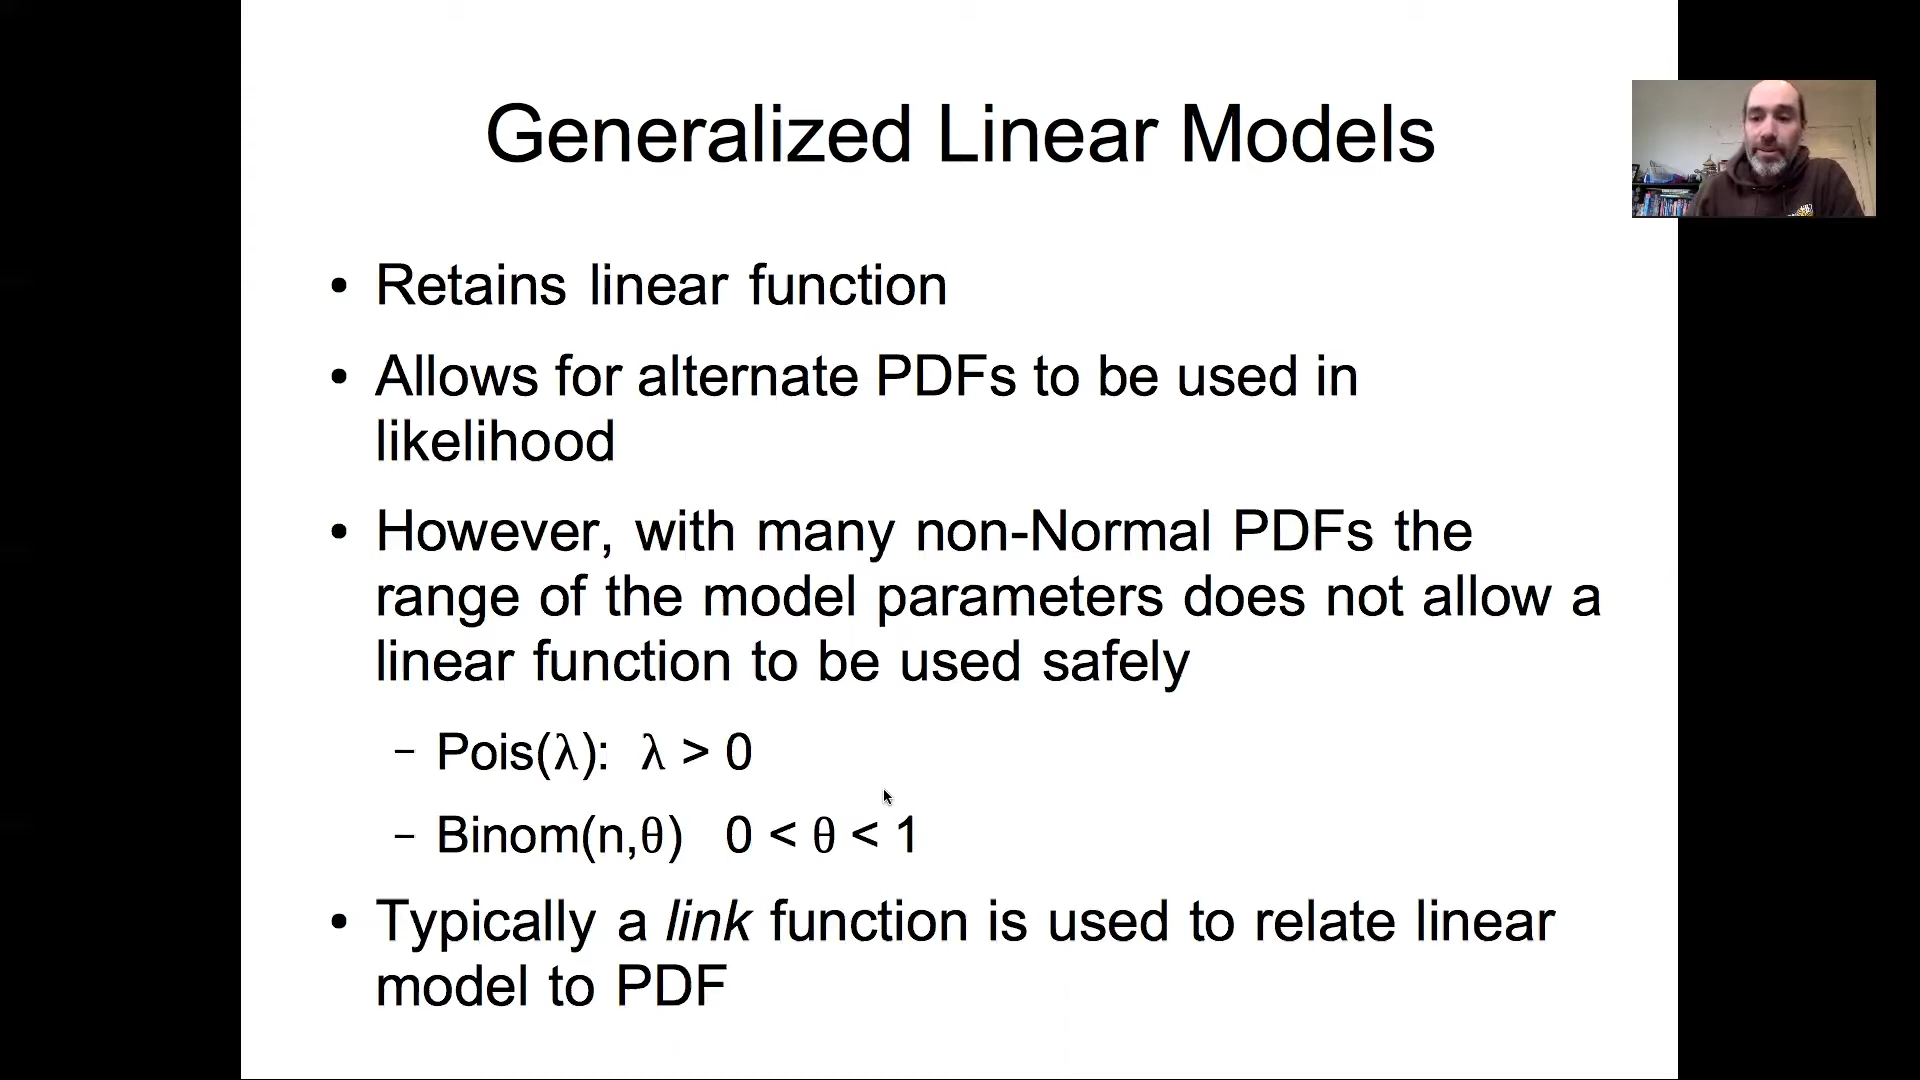 Generalized Linear Models
• Retains linear function
• Allows for alternate PDFs to be used in
likelihood
• However, with many non-Normal PDFs the
range of the model parameters does not allow a
linear function to be used safely
– Pois(λ): λ > 0
– Binom(n,θ) 0 < θ < 1
• Typically a link function is used to relate linear
model to PDF